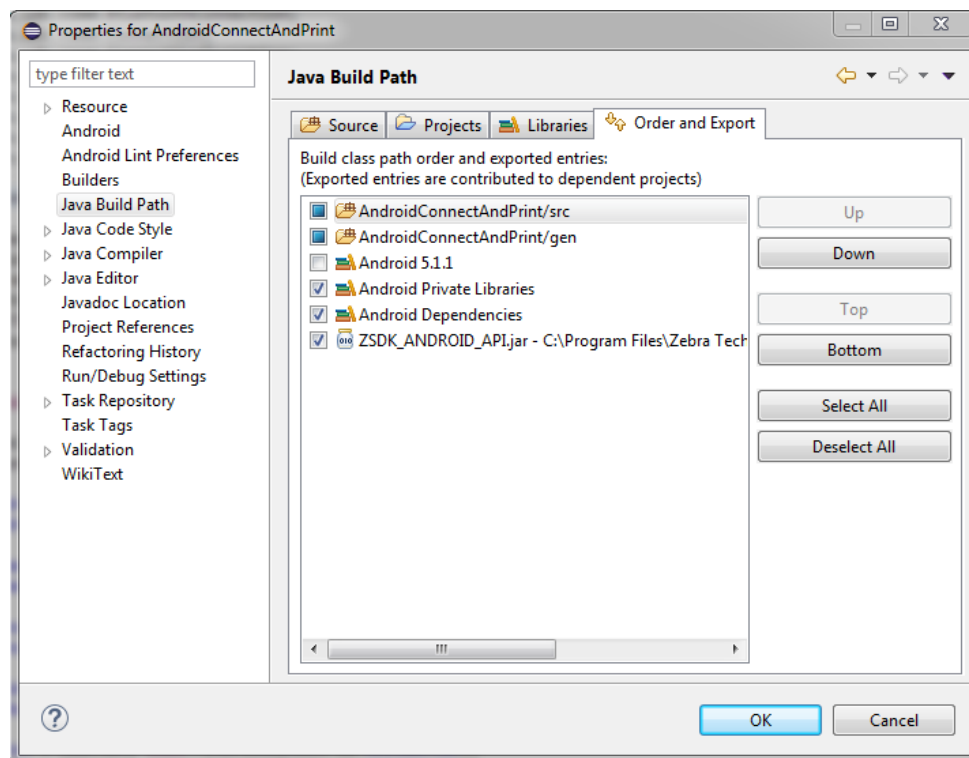 Properties for AndroidConnectAndPrint
type filter text
Resource
Android
Android Lint Preferences
Builders
Java Build Path
Java Code Style
Java Compiler
Java Editor
Javadoc Location
Project References
Refactoring History
Run/Debug Settings
Task Repository
Task Tags
Validation
WikiText
Java Build Path
Source Projects Libraries Order and Export
Build class path order and exported entries:
(Exported entries are contributed to dependent projects)
AndroidConnectAndPrint/src
AndroidConnectAndPrint/gen
Android 5.1.1
Android Private Libraries
Android Dependencies
ZSDK_ANDROID_API.jar - C:\Program Files\Zebra Tech
Up
Down
Top
Bottom
Select All
Deselect All
OK Cancel